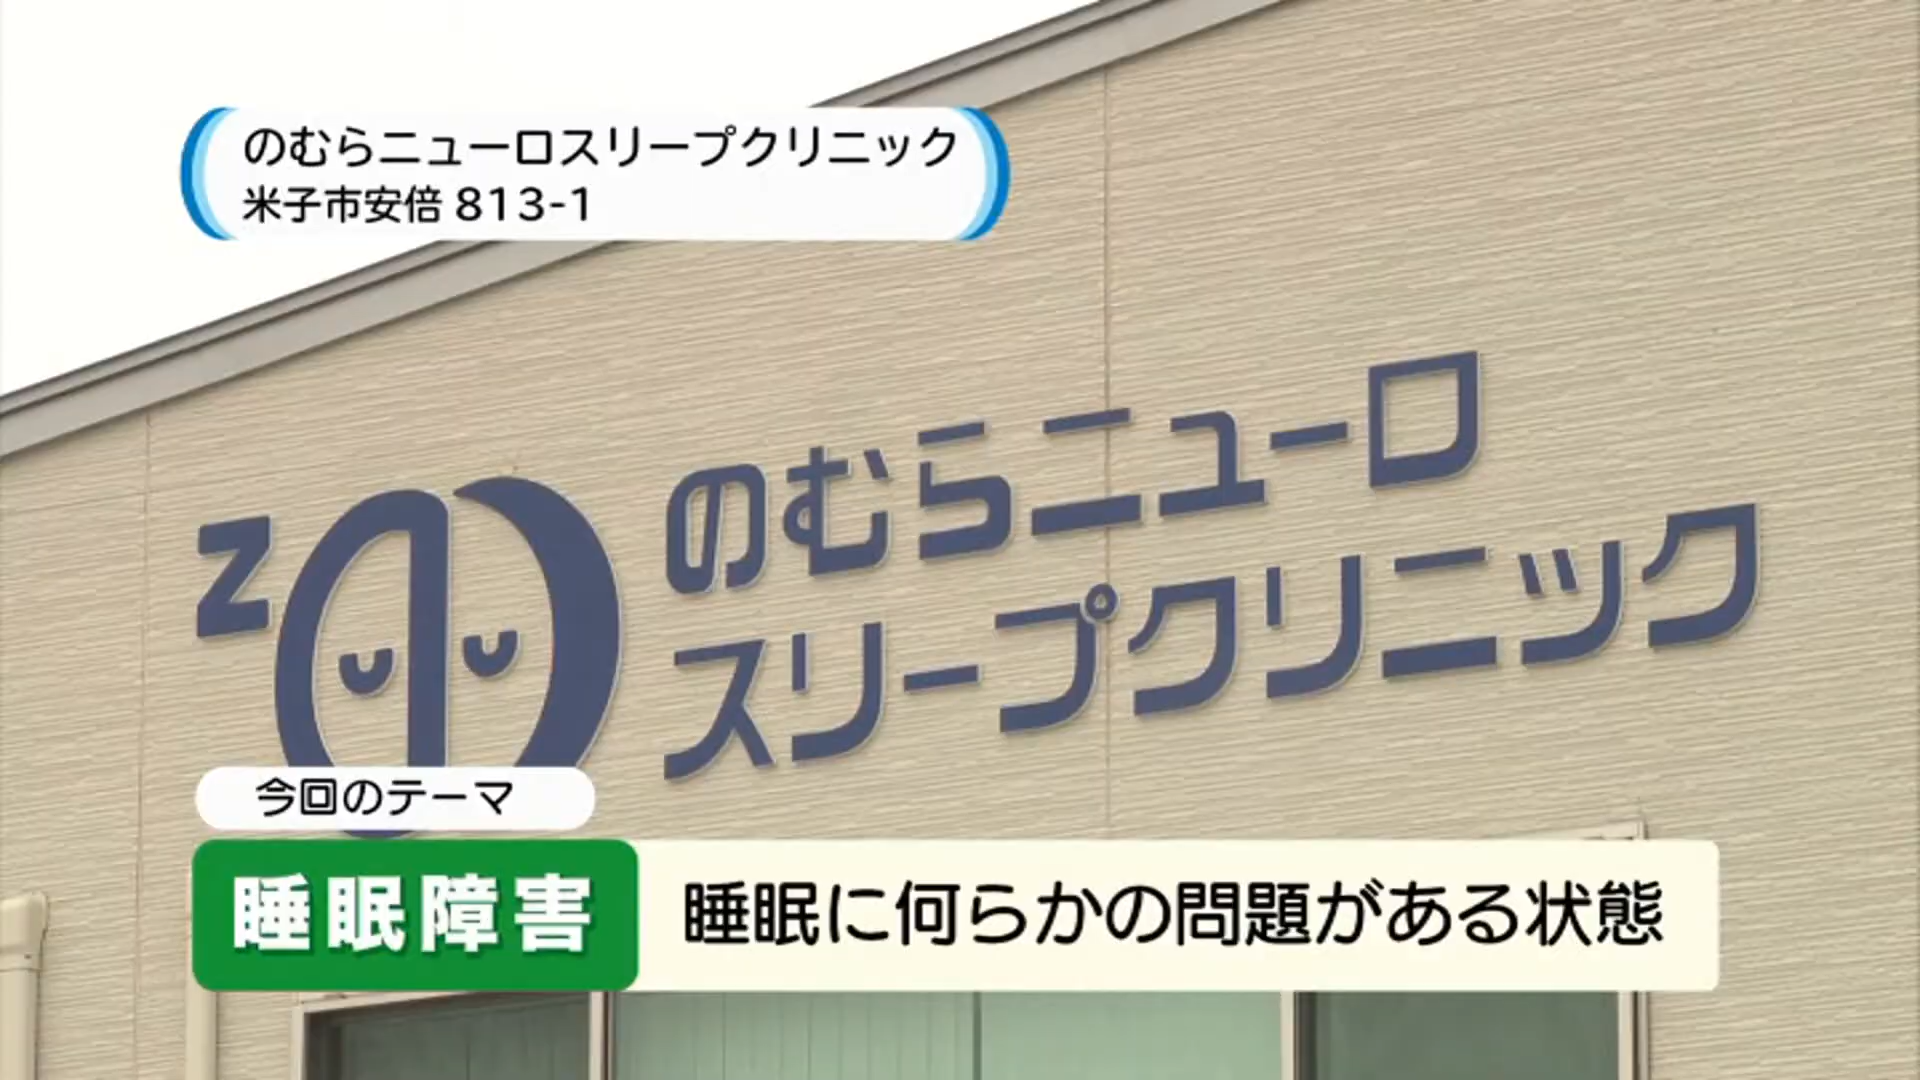 のむらニューロスリープクリニック
米子市安倍 813-1
Z
のむらニューロ
スリープクリニック
今回のテーマ
睡眠障害
睡眠に何らかの問題がある状態